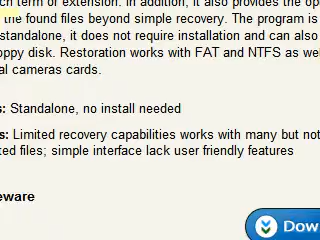 ch term or extension. In addition, it also provides the op
the found files beyond simple recovery. The program is
standalone, it does not require installation and can also
oppy disk. Restoration works with FAT and NTFS as wel
al cameras cards.
s: Standalone, no install needed
s: Limited recovery capabilities works with many but not
ted files; simple interface lack user friendly features
eware
Dow